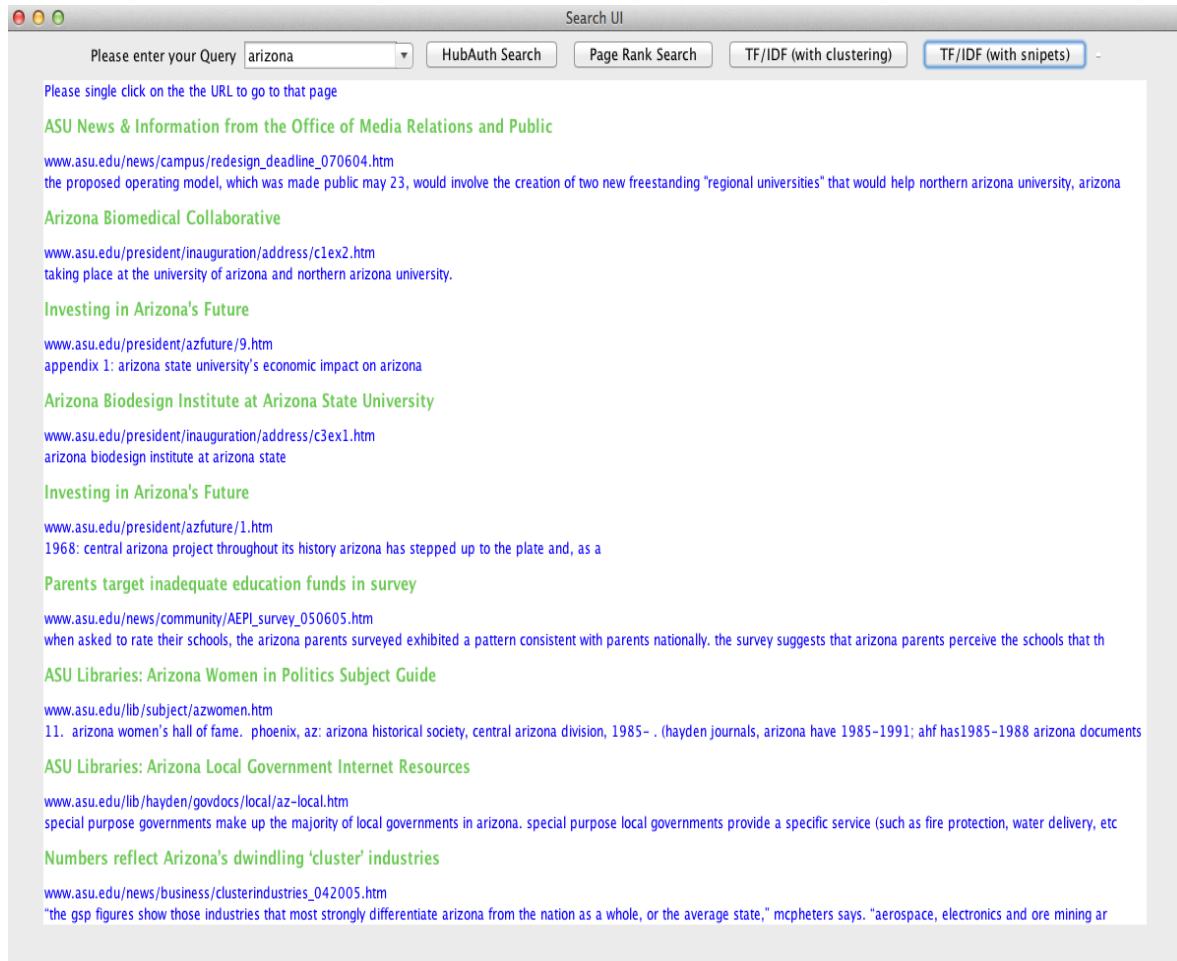 Search UI
Please enter your Query arizona HubAuth Search Page Rank Search TF/IDF (with clustering) TF/IDF (with snipets)
Please single click on the the URL to go to that page
ASU News & Information from the Office of Media Relations and Public
www.asu.edu/news/campus/redesign_deadline_070604.htm
the proposed operating model, which was made public may 23, would involve the creation of two new freestanding "regional universities" that would help northern arizona university, arizona
Arizona Biomedical Collaborative
www.asu.edu/president/inauguration/address/c1ex2.htm
taking place at the university of arizona and northern arizona university.
Investing in Arizona's Future
www.asu.edu/president/azfuture/9.htm
appendix 1: arizona state university's economic impact on arizona
Arizona Biodesign Institute at Arizona State University
www.asu.edu/president/inauguration/address/c3ex1.htm
arizona biodesign institute at arizona state
Investing in Arizona's Future
www.asu.edu/president/azfuture/1.htm
1968: central arizona project throughout its history arizona has stepped up to the plate and, as a
Parents target inadequate education funds in survey
www.asu.edu/news/community/AEPI_survey_050605.htm
when asked to rate their schools, the arizona parents surveyed exhibited a pattern consistent with parents nationally. the survey suggests that arizona parents perceive the schools that th
ASU Libraries: Arizona Women in Politics Subject Guide
www.asu.edu/lib/subject/azwomen.htm
11. arizona women's hall of fame. phoenix, az: arizona historical society, central arizona division, 1985- . (hayden journals, arizona have 1985-1991; ahf has1985-1988 arizona documents
ASU Libraries: Arizona Local Government Internet Resources
www.asu.edu/lib/hayden/govdocs/local/az-local.htm
special purpose governments make up the majority of local governments in arizona. special purpose local governments provide a specific service (such as fire protection, water delivery, etc
Numbers reflect Arizona's dwindling ‘cluster’ industries
www.asu.edu/news/business/clusterindustries_042005.htm
“the gsp figures show those industries that most strongly differentiate arizona from the nation as a whole, or the average state,” mcpheters says. “aerospace, electronics and ore mining ar